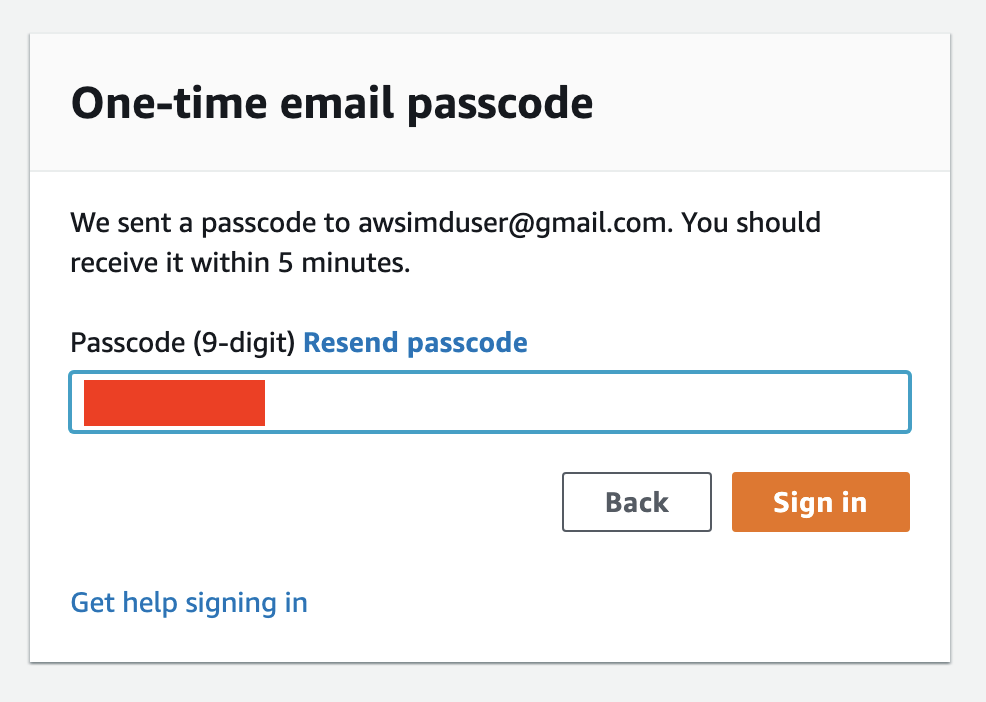 One-time email passcode
We sent a passcode to awsimduser@gmail.com. You should
receive it within 5 minutes.
Passcode (9-digit) Resend passcode
Back Sign in
Get help signing in